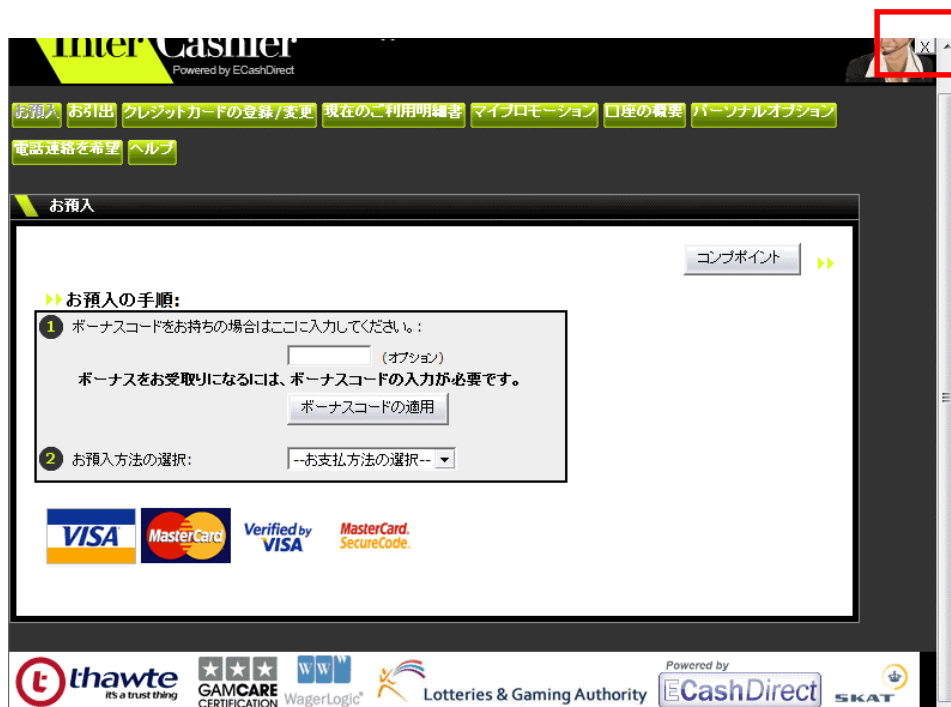 Inter Cashier
Powered by ECashDirect
X
お預入 お引出 クレジットカードの登録/変更 現在のご利用明細書 マイプロモーション 口座の概要 パーソナルオプション
電話連絡を希望 ヘルプ
お預入
コンプポイント
お預入の手順:
1 ボーナスコードをお持ちの場合はここに入力してください。:
(オプション)
ボーナスをお受取りになるには、ボーナスコードの入力が必要です。
ボーナスコードの適用
2 お預入方法の選択: --お支払方法の選択--
VISA MasterCard Verified by VISA MasterCard. SecureCode.
t thawte it's a trust thing
GAMCARE CERTIFICATION
WWW WagerLogic
Lotteries & Gaming Authority
Powered by
ECashDirect
SKAT